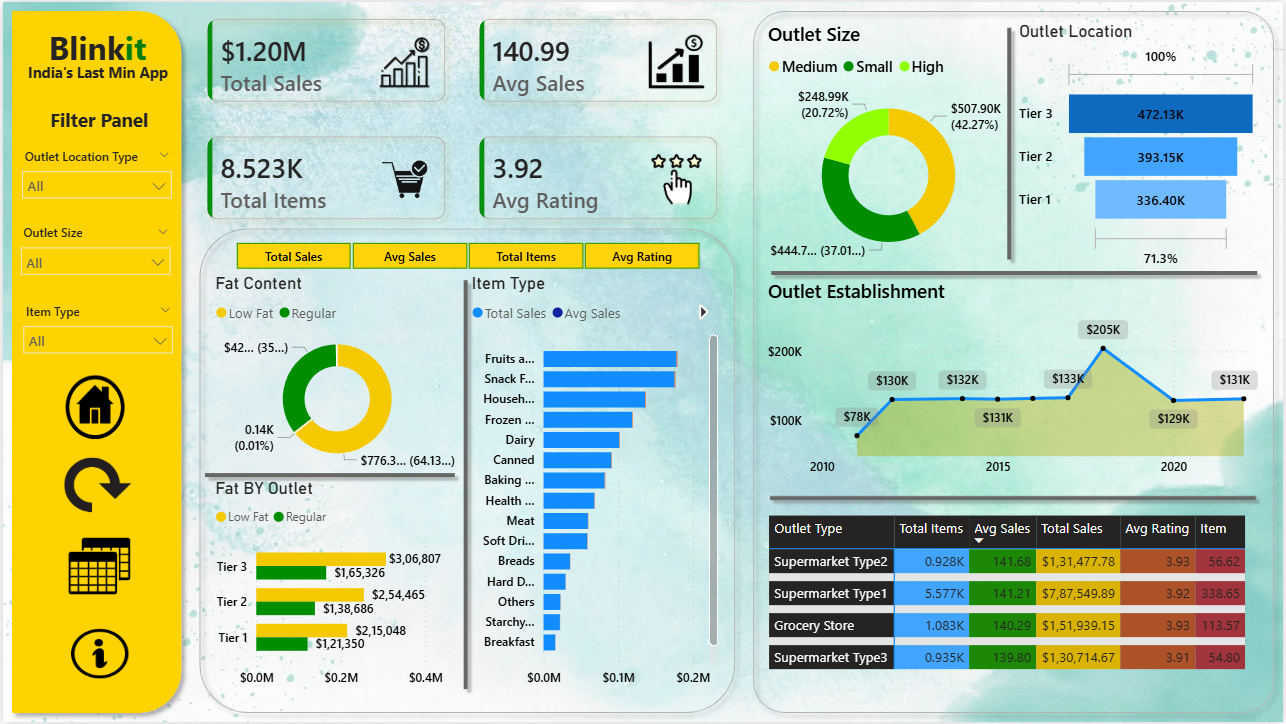 Blinkit
India's Last Min App
Filter Panel
Outlet Location Type
All
Outlet Size
All
Item Type
All
$1.20M
Total Sales
140.99
Avg Sales
8.523K
Total Items
3.92
Avg Rating
Total Sales
Avg Sales
Total Items
Avg Rating
Fat Content
Low Fat Regular
$42... (35...)
0.14K
(0.01%)
$776.3... (64.13...)
Fat BY Outlet
Low Fat Regular
Tier 3 $3,06,807
$1,65,326
Tier 2 $2,54,465
$1,38,686
Tier 1 $2,15,048
$1,21,350
$0.0M $0.2M $0.4M
Item Type
Total Sales Avg Sales
Fruits a...
Snack F...
Househ...
Frozen ...
Dairy
Canned
Baking ...
Health ...
Meat
Soft Dri...
Breads
Hard D...
Others
Starchy...
Breakfast
$0.0M $0.1M $0.2M
Outlet Size
Medium Small High
$248.99K
(20.72%)
$507.90K
(42.27%)
$444.7... (37.01...)
Outlet Location
100%
Tier 3 472.13K
Tier 2 393.15K
Tier 1 336.40K
71.3%
Outlet Establishment
$200K
$100K
$78K
$130K
$132K
$131K
$133K
$205K
$129K
$131K
2010 2015 2020
Outlet Type Total Items Avg Sales Total Sales Avg Rating Item
Supermarket Type2 0.928K 141.68 $1,31,477.78 3.93 56.62
Supermarket Type1 5.577K 141.21 $7,87,549.89 3.92 338.65
Grocery Store 1.083K 140.29 $1,51,939.15 3.93 113.57
Supermarket Type3 0.935K 139.80 $1,30,714.67 3.91 54.80